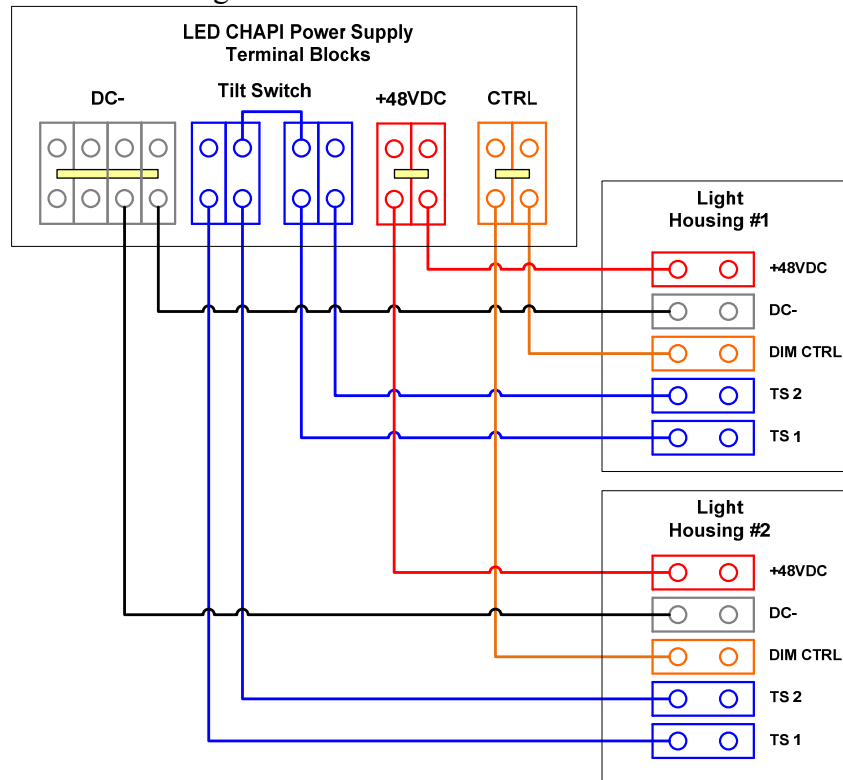 LED CHAPI Power Supply
Terminal Blocks
DC-
Tilt Switch
+48VDC
CTRL
Light
Housing #1
+48VDC
DC-
DIM CTRL
TS 2
TS 1
Light
Housing #2
+48VDC
DC-
DIM CTRL
TS 2
TS 1